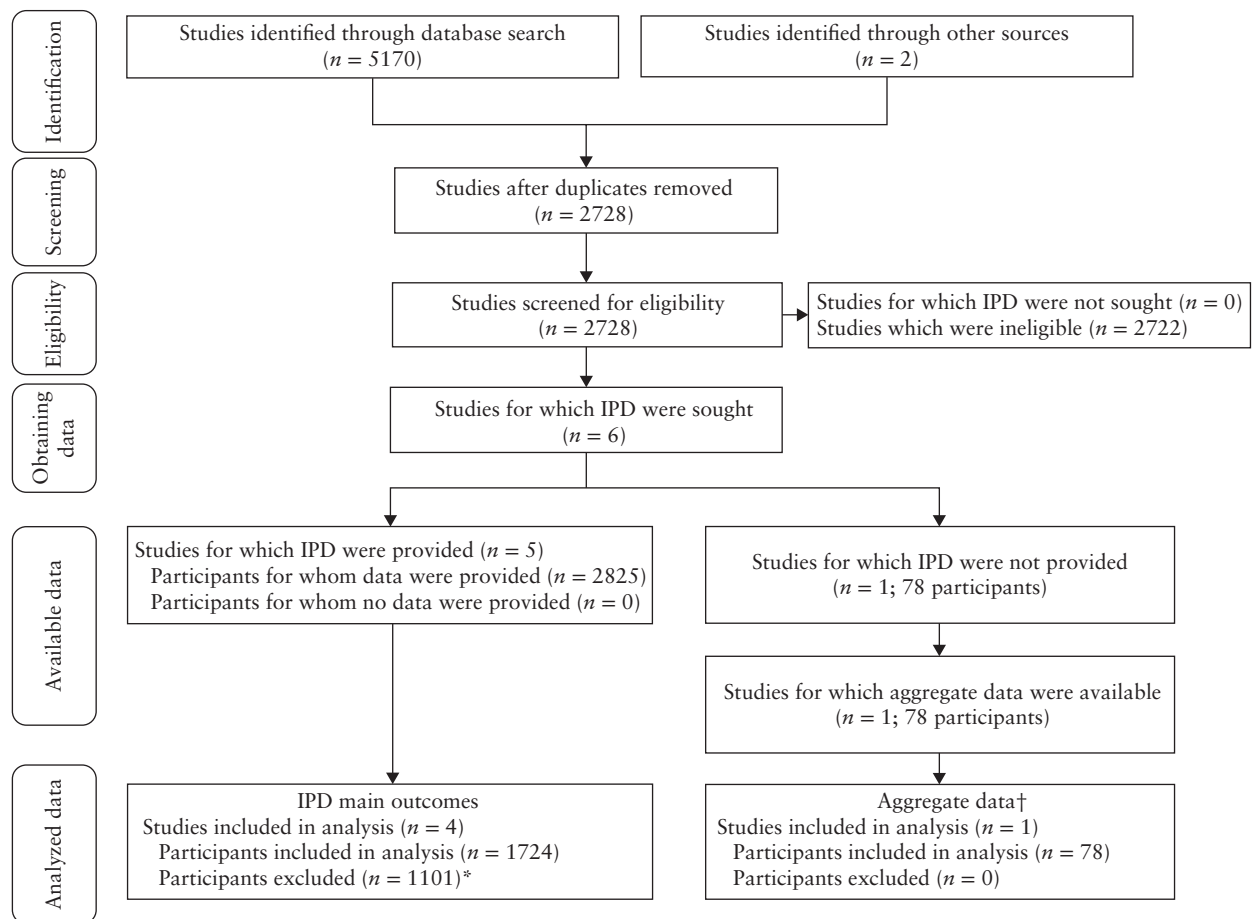 Identification
Studies identified through database search
(n = 5170)
Studies identified through other sources
(n = 2)
Screening
Studies after duplicates removed
(n = 2728)
Eligibility
Studies screened for eligibility
(n = 2728)
Studies for which IPD were not sought (n = 0)
Studies which were ineligible (n = 2722)
Obtaining
data
Studies for which IPD were sought
(n = 6)
Available data
Studies for which IPD were provided (n = 5)
Participants for whom data were provided (n = 2825)
Participants for whom no data were provided (n = 0)
Studies for which IPD were not provided
(n = 1; 78 participants)
Studies for which aggregate data were available
(n = 1; 78 participants)
Analyzed data
IPD main outcomes
Studies included in analysis (n = 4)
Participants included in analysis (n = 1724)
Participants excluded (n = 1101)*
Aggregate data†
Studies included in analysis (n = 1)
Participants included in analysis (n = 78)
Participants excluded (n = 0)